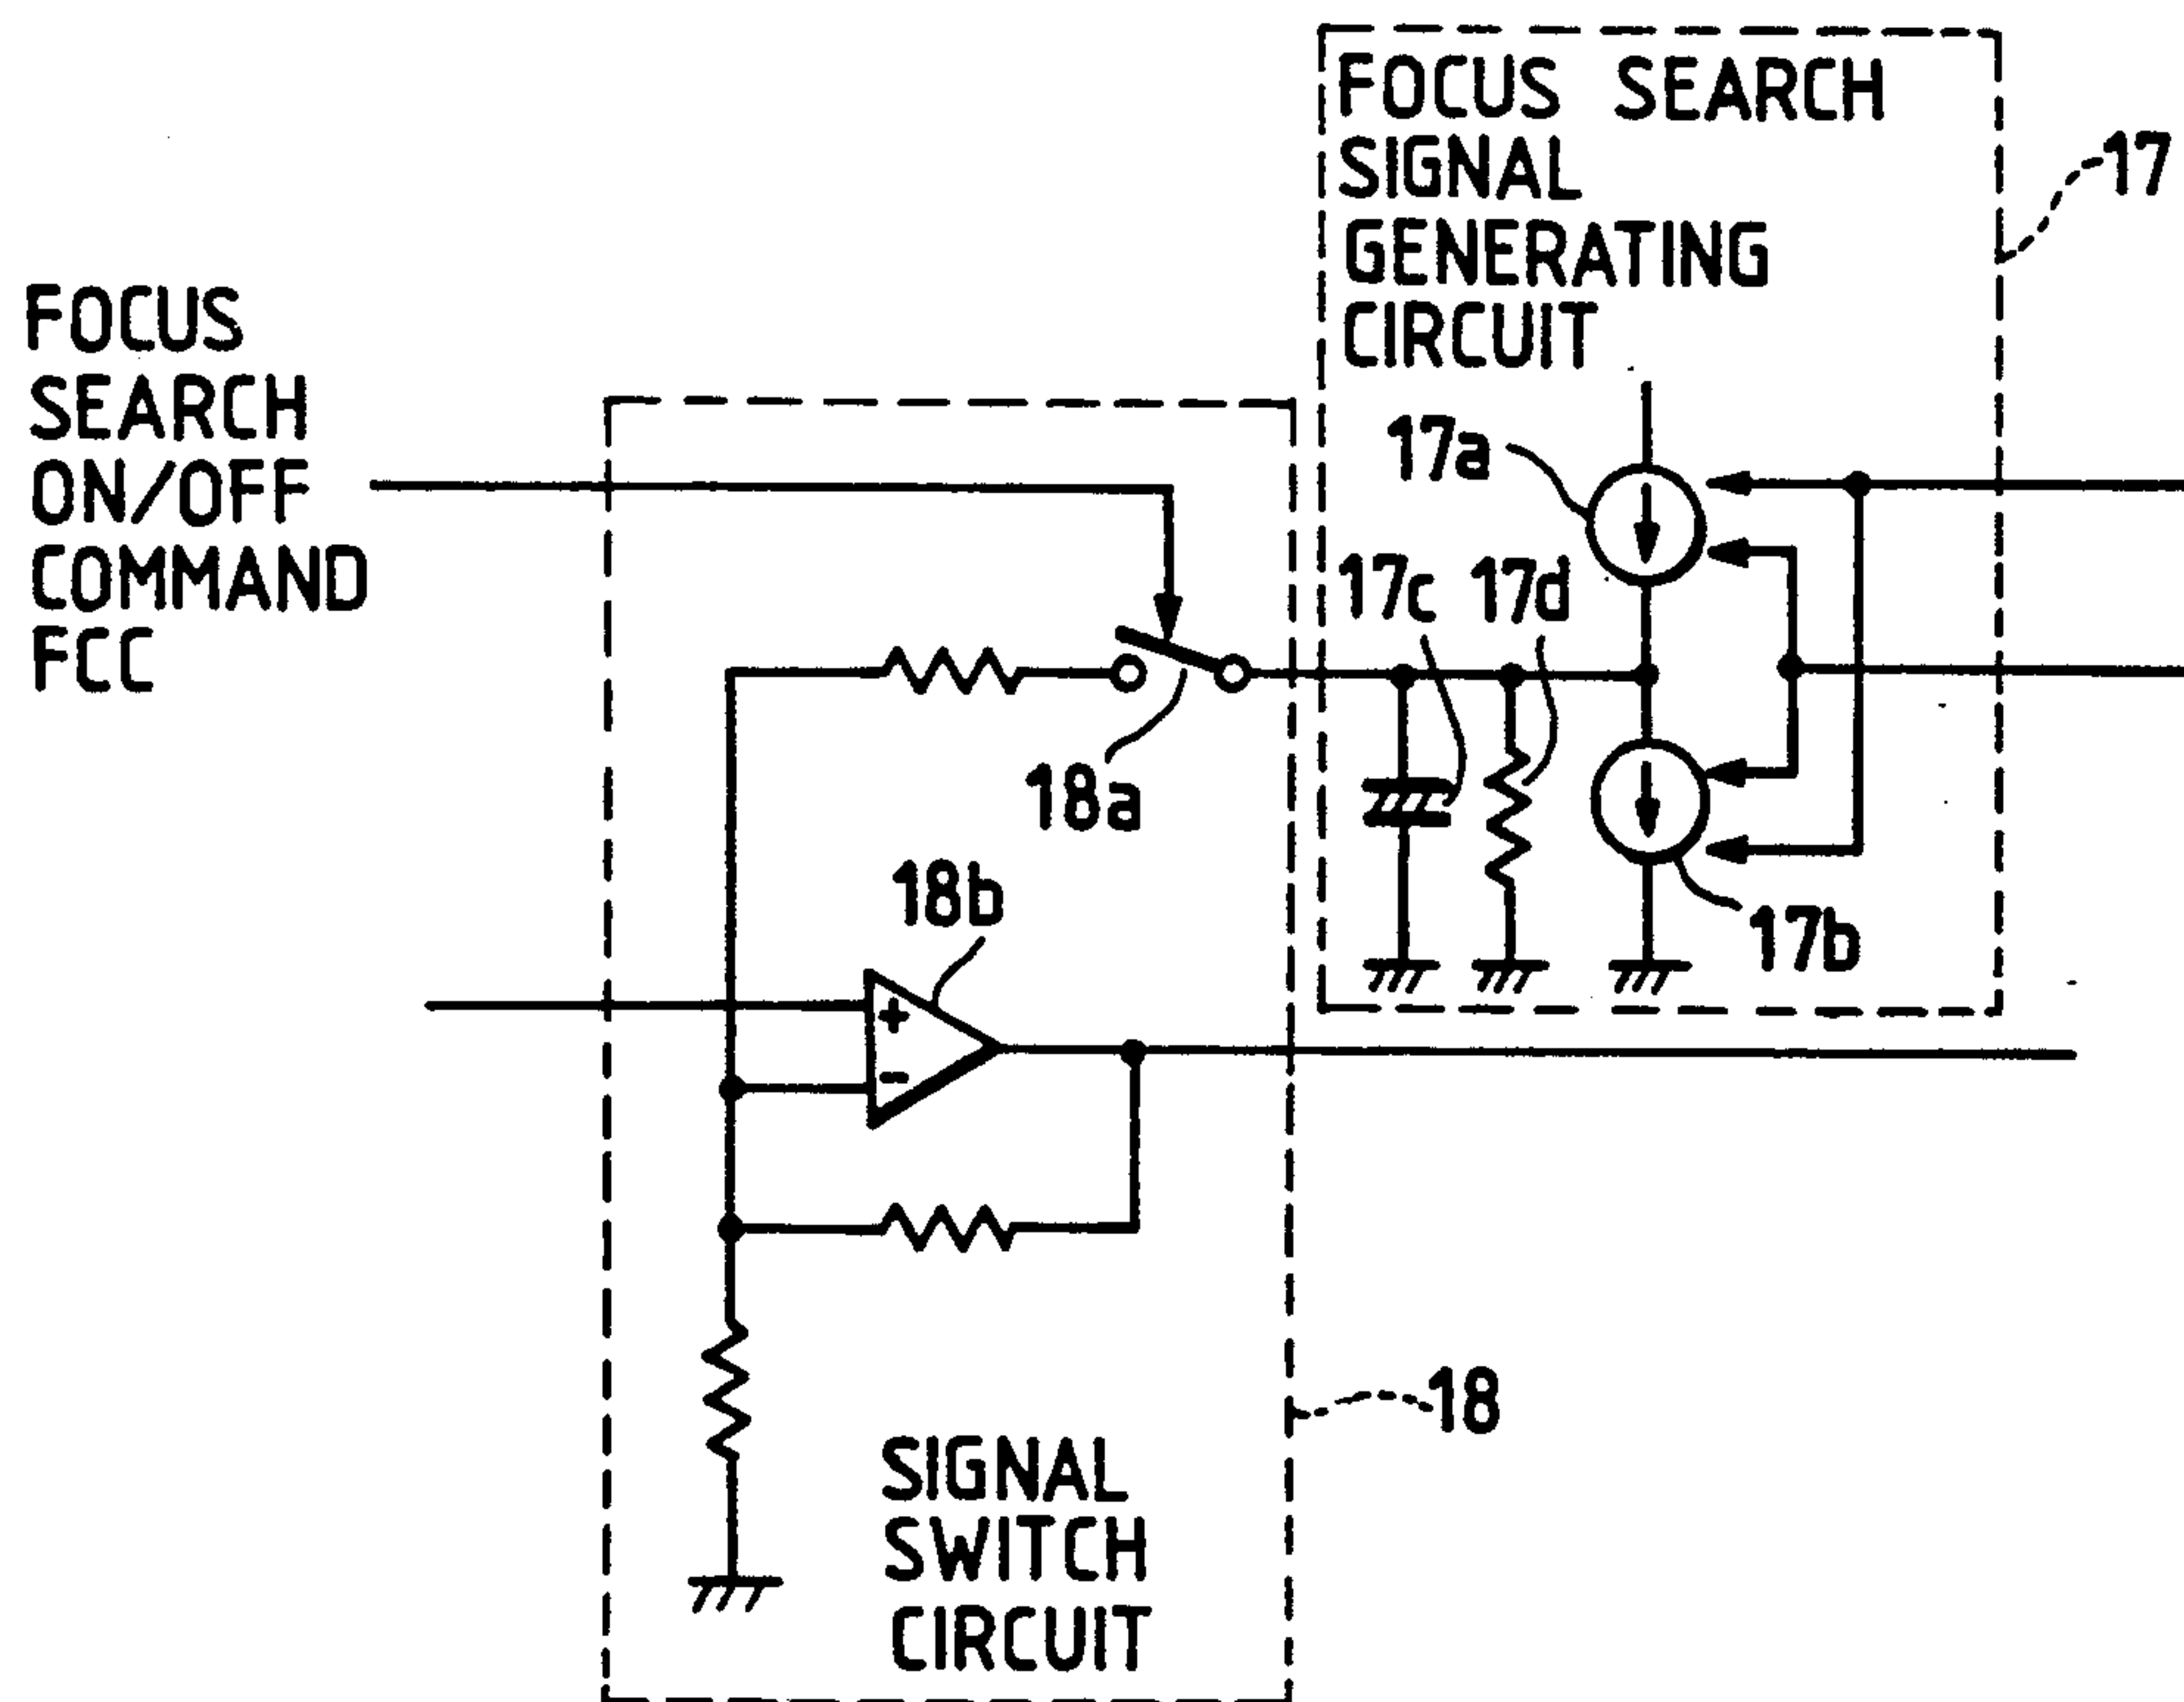 FOCUS SEARCH
SIGNAL
GENERATING
CIRCUIT
17
FOCUS
SEARCH
ON/OFF
COMMAND
FCC
17a
17c 17d
18a
18b
17b
+
-
18
SIGNAL
SWITCH
CIRCUIT